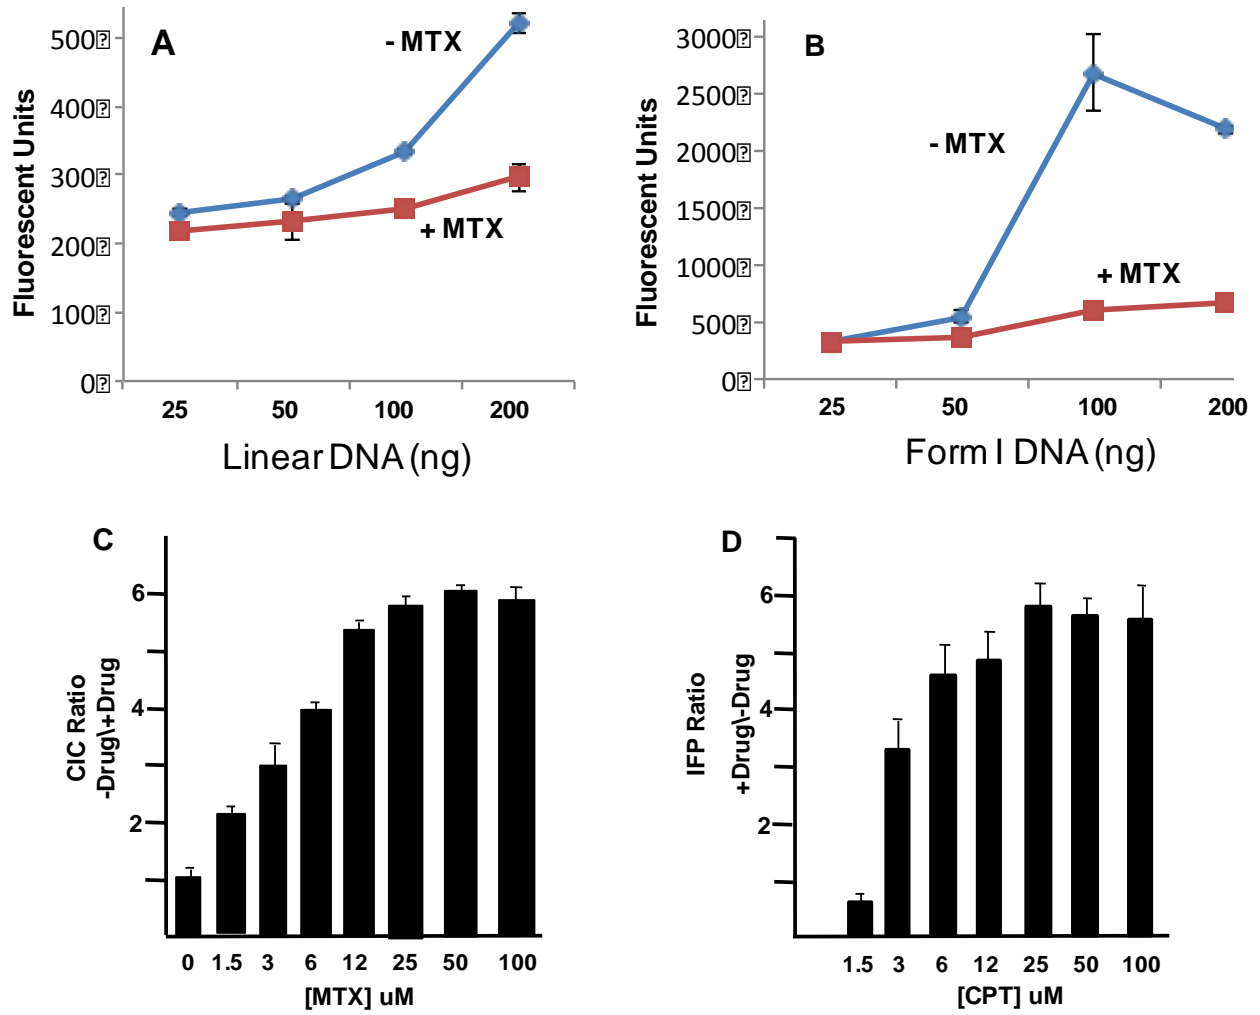 A
- MTX
+ MTX
Fluorescent Units
500⍰
400⍰
300⍰
200⍰
100⍰
0⍰
25 50 100 200
Linear DNA (ng)
B
- MTX
+ MTX
Fluorescent Units
3000⍰
2500⍰
2000⍰
1500⍰
1000⍰
500⍰
0⍰
25 50 100 200
Form I DNA (ng)
C
CIC Ratio
-Drug\+Drug
6
4
2
0 1.5 3 6 12 25 50 100
[MTX] uM
D
IFP Ratio
+Drug\-Drug
6
4
2
1.5 3 6 12 25 50 100
[CPT] uM